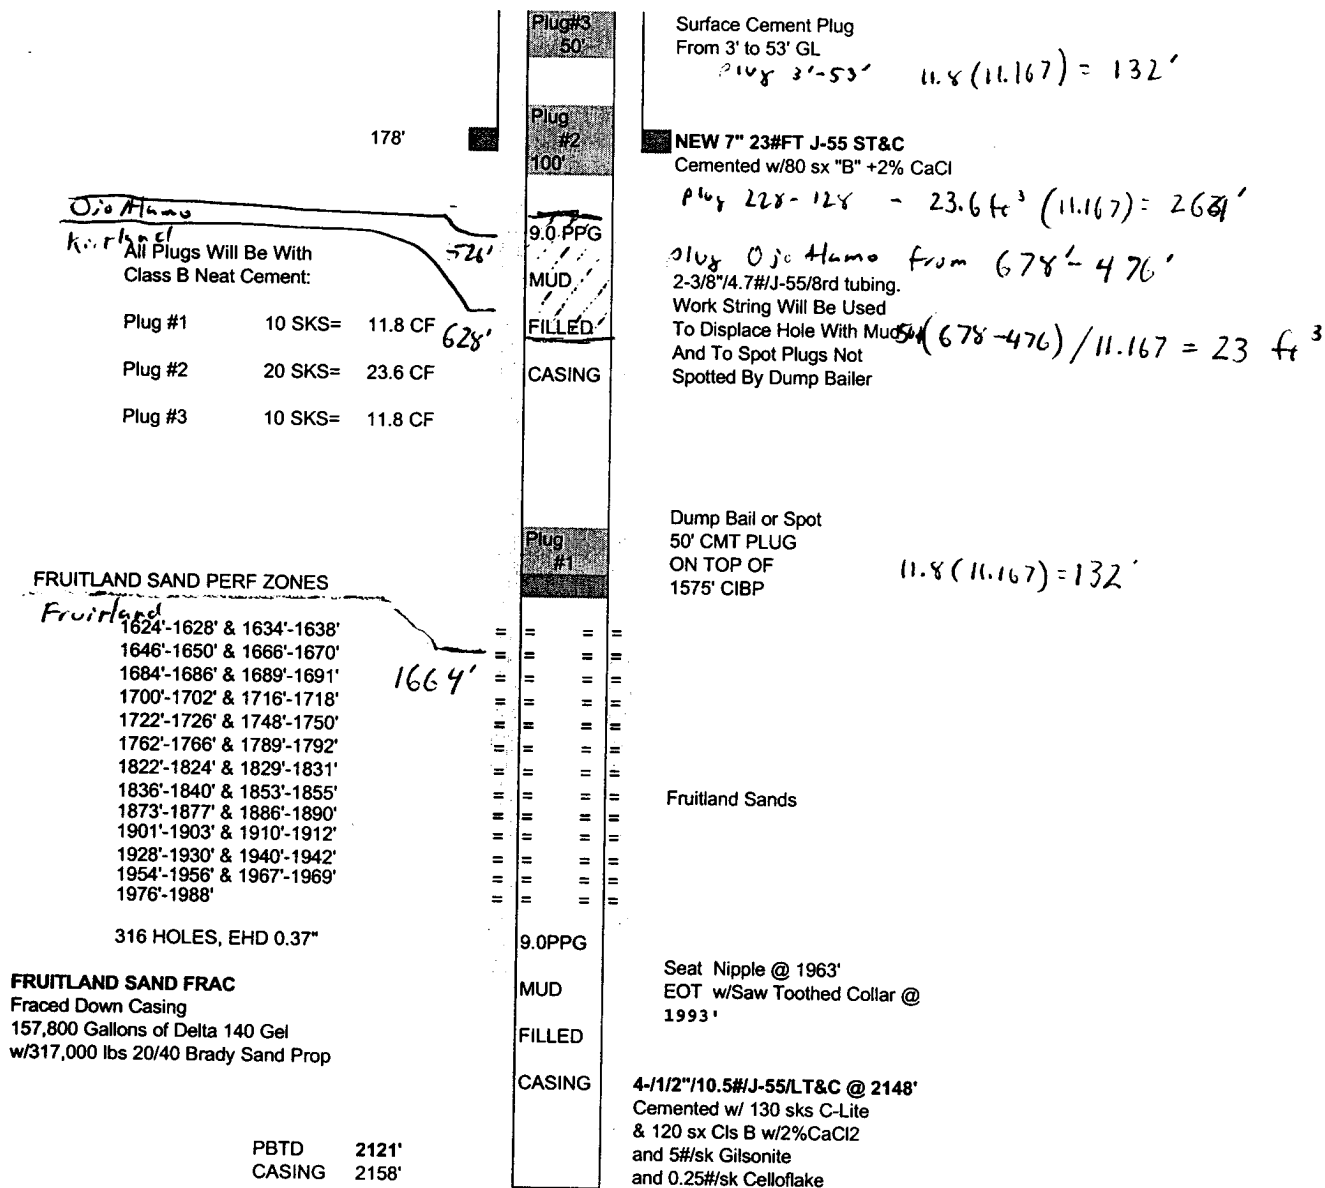 Plug#3
50'
Surface Cement Plug
From 3' to 53' GL
plug 3'-53' 11.8 (11.167) = 132'
Plug
#2
100'
178'
NEW 7" 23#FT J-55 ST&C
Cemented w/80 sx "B" +2% CaCl
plug 228-128 - 23.6 ft³ (11.167) = 264'
Ojo Alamo
Kirtland
526'
628'
9.0 PPG
MUD
FILLED
CASING
plug Ojo Alamo from 678'-476'
2-3/8"/4.7#/J-55/8rd tubing.
Work String Will Be Used
To Displace Hole With Mud
And To Spot Plugs Not
Spotted By Dump Bailer
(678-476)/11.167 = 23 ft³
All Plugs Will Be With
Class B Neat Cement:
Plug #1 10 SKS= 11.8 CF
Plug #2 20 SKS= 23.6 CF
Plug #3 10 SKS= 11.8 CF
Plug
#1
Dump Bail or Spot
50' CMT PLUG
ON TOP OF
1575' CIBP
11.8 (11.167) = 132'
FRUITLAND SAND PERF ZONES
Fruitland
1664'
1624'-1628' & 1634'-1638'
1646'-1650' & 1666'-1670'
1684'-1686' & 1689'-1691'
1700'-1702' & 1716'-1718'
1722'-1726' & 1748'-1750'
1762'-1766' & 1789'-1792'
1822'-1824' & 1829'-1831'
1836'-1840' & 1853'-1855'
1873'-1877' & 1886'-1890'
1901'-1903' & 1910'-1912'
1928'-1930' & 1940'-1942'
1954'-1956' & 1967'-1969'
1976'-1988'
Fruitland Sands
316 HOLES, EHD 0.37"
9.0PPG
MUD
FILLED
CASING
FRUITLAND SAND FRAC
Fraced Down Casing
157,800 Gallons of Delta 140 Gel
w/317,000 lbs 20/40 Brady Sand Prop
Seat Nipple @ 1963'
EOT w/Saw Toothed Collar @
1993'
4-/1/2"/10.5#/J-55/LT&C @ 2148'
Cemented w/ 130 sks C-Lite
& 120 sx Cls B w/2%CaCl2
and 5#/sk Gilsonite
and 0.25#/sk Celloflake
PBTD 2121'
CASING 2158'